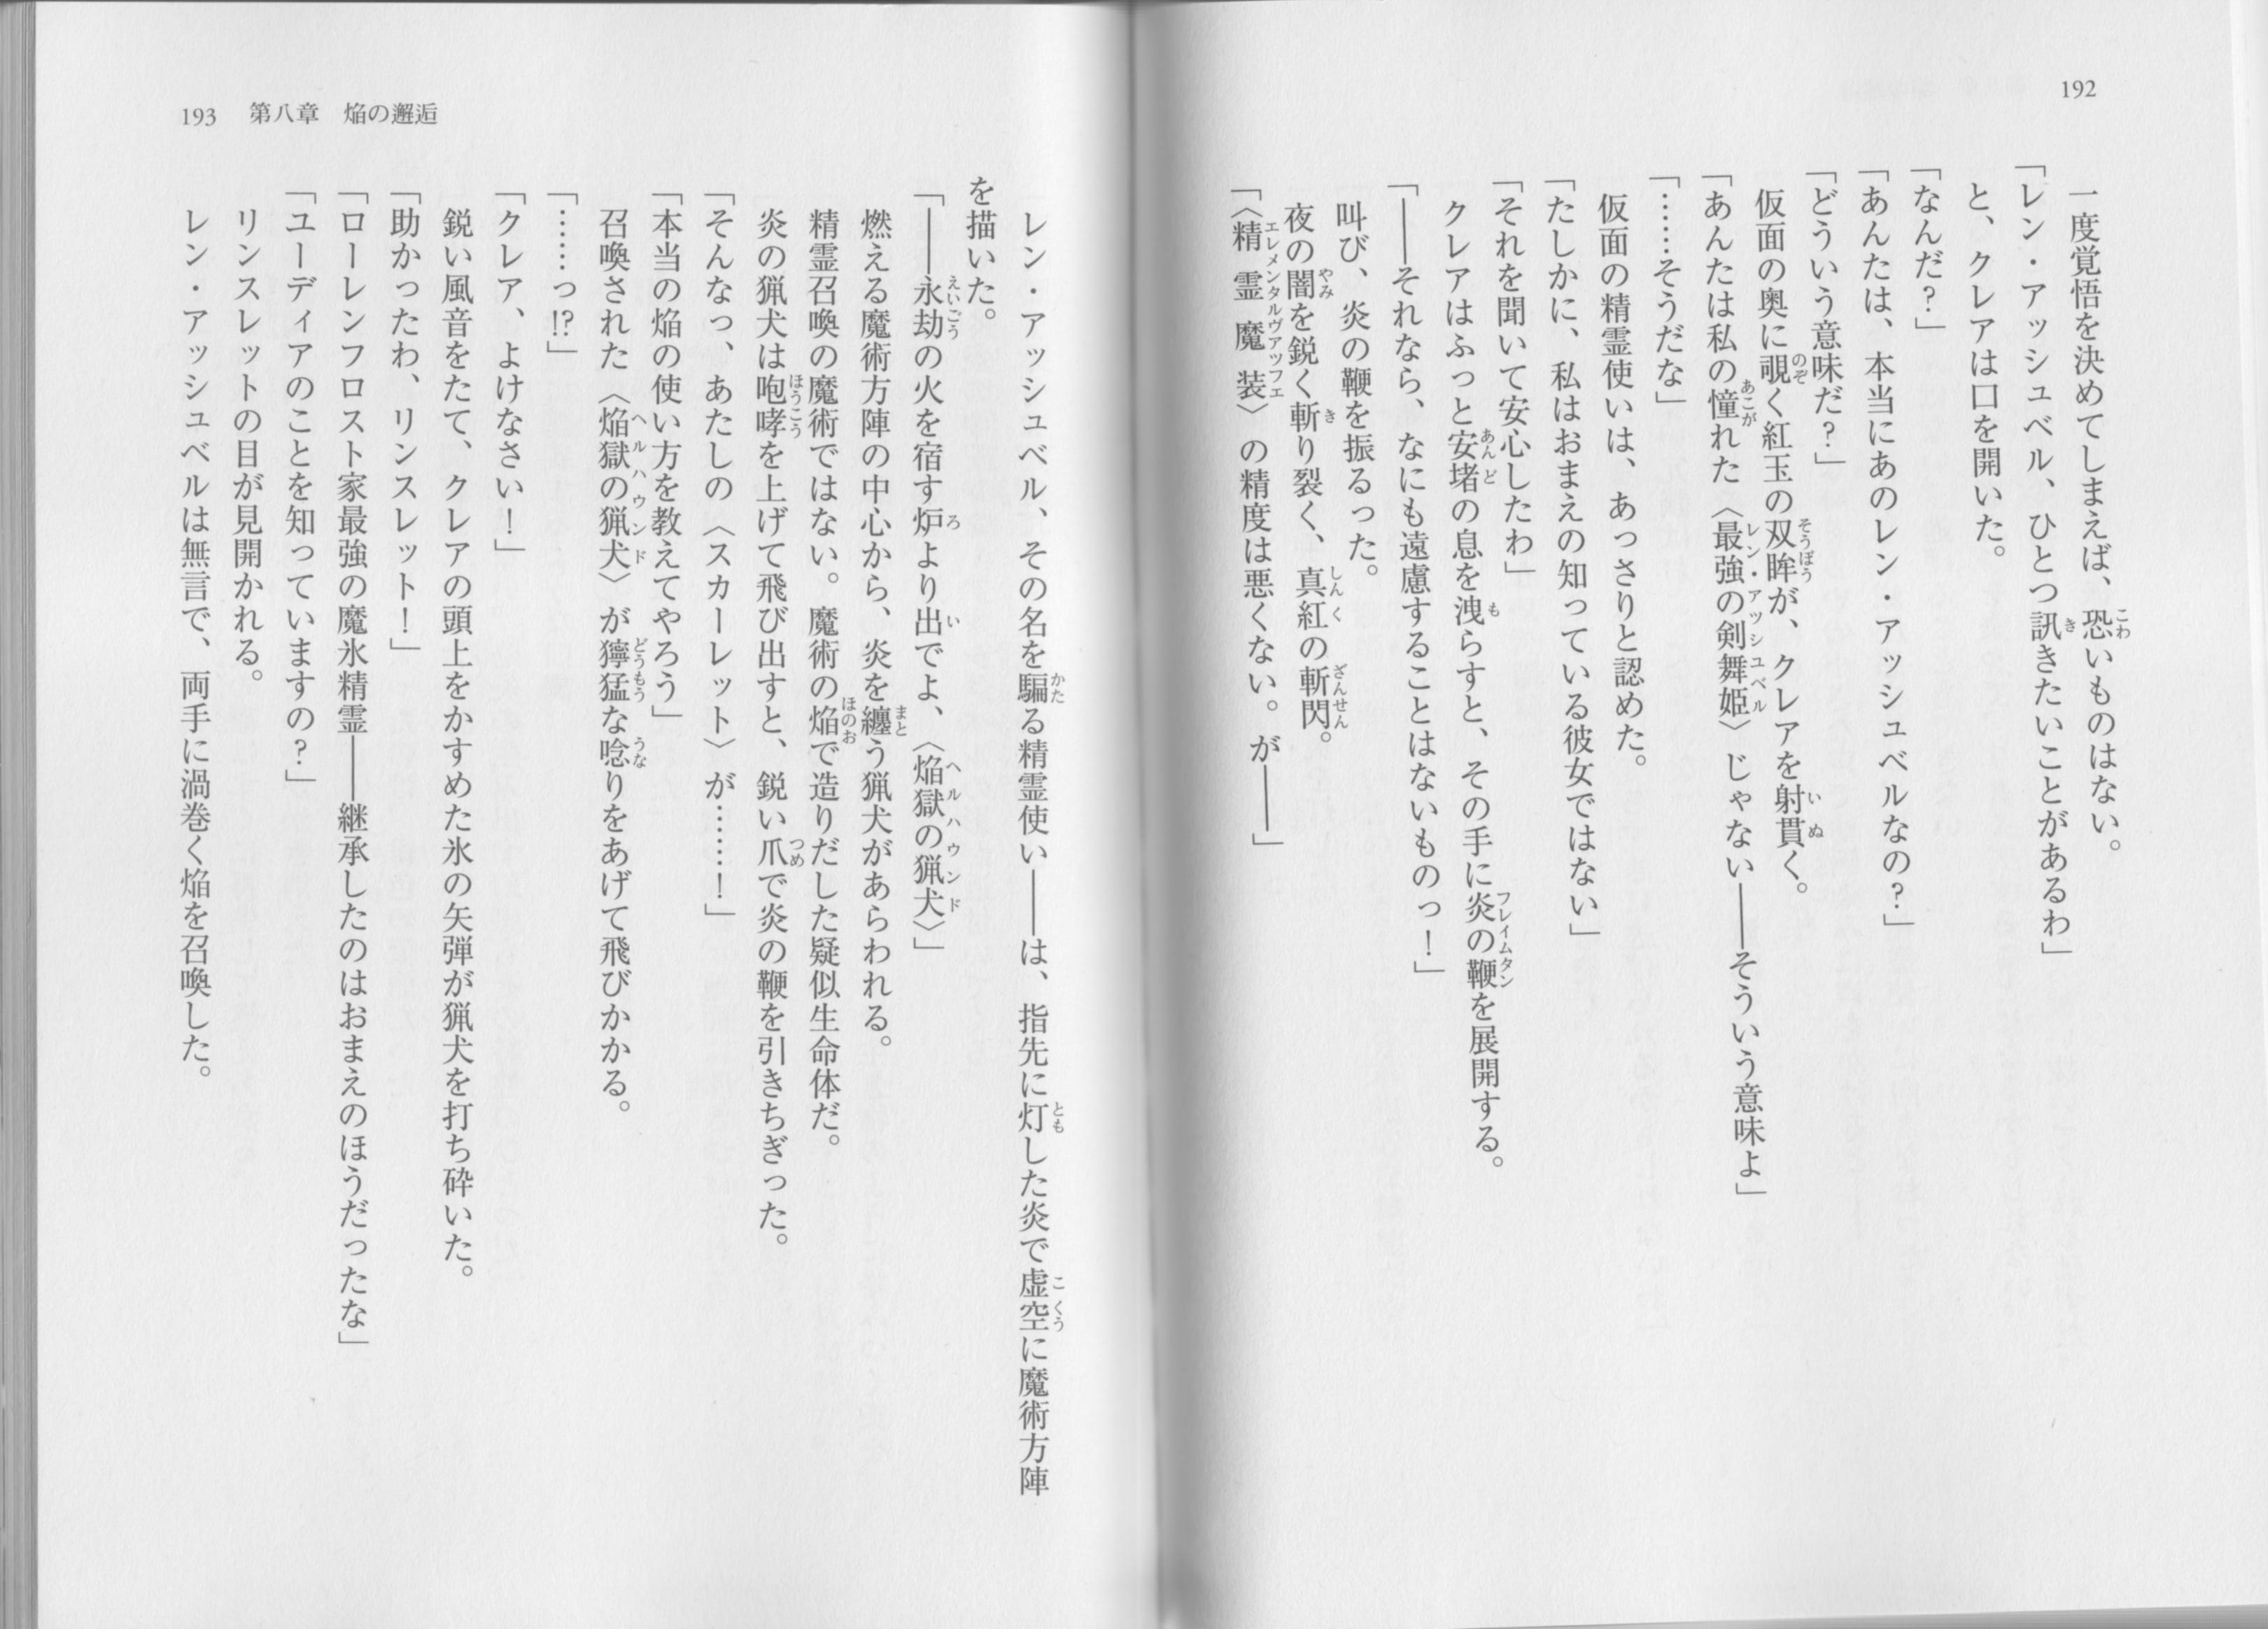 192
一度覚悟を決めてしまえば、恐いものはない。
「レン・アッシュベル、ひとつ訊きたいことがあるわ」
と、クレアは口を開いた。
「なんだ？」
「あんたは、本当にあのレン・アッシュベルなの？」
「どういう意味だ？」
仮面の奥に覗く紅玉の双眸が、クレアを射貫く。
「あんたは私の憧れた〈最強の剣舞姫〉じゃない――そういう意味よ」
「……そうだな」
仮面の精霊使いは、あっさりと認めた。
「たしかに、私はおまえの知っている彼女ではない」
「それを聞いて安心したわ」
クレアはふっと安堵の息を洩らすと、その手に炎の鞭を展開する。
「――それなら、なにも遠慮することはないものっ！」
叫び、炎の鞭を振るった。
夜の闇を鋭く斬り裂く、真紅の斬閃。
「〈精霊魔装〉の精度は悪くない。が――」
193 第八章 焔の邂逅
レン・アッシュベル、その名を騙る精霊使い――は、指先に灯した炎で虚空に魔術方陣
を描いた。
「――永劫の火を宿す炉より出でよ、〈焔獄の猟犬〉」
燃える魔術方陣の中心から、炎を纏う猟犬があらわれる。
精霊召喚の魔術ではない。魔術の焔で造りだした疑似生命体だ。
炎の猟犬は咆哮を上げて飛び出すと、鋭い爪で炎の鞭を引きちぎった。
「そんなっ、あたしの〈スカーレット〉が……！」
「本当の焔の使い方を教えてやろう」
召喚された〈焔獄の猟犬〉が獰猛な唸りをあげて飛びかかる。
「……っ!?」
「クレア、よけなさい！」
鋭い風音をたて、クレアの頭上をかすめた氷の矢弾が猟犬を打ち砕いた。
「助かったわ、リンスレット！」
「ローレンフロスト家最強の魔氷精霊――継承したのはおまえのほうだったな」
「ユーディアのことを知っていますの？」
リンスレットの目が見開かれる。
レン・アッシュベルは無言で、両手に渦巻く焔を召喚した。